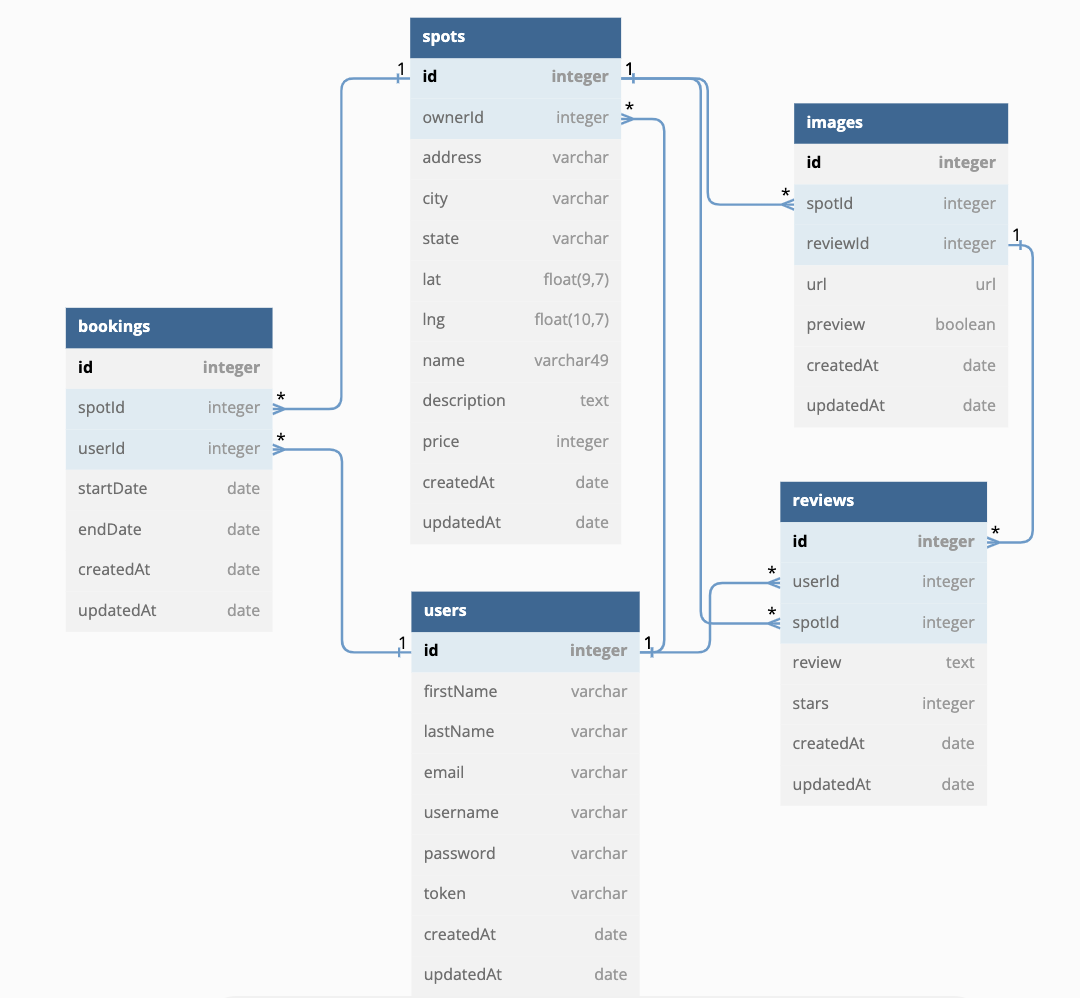 spots
id integer
ownerId integer
address varchar
city varchar
state varchar
lat float(9,7)
lng float(10,7)
name varchar49
description text
price integer
createdAt date
updatedAt date
1
1
*
images
id integer
spotId integer
reviewId integer
url url
preview boolean
createdAt date
updatedAt date
*
1
bookings
id integer
spotId integer
userId integer
startDate date
endDate date
createdAt date
updatedAt date
*
*
reviews
id integer
userId integer
spotId integer
review text
stars integer
createdAt date
updatedAt date
*
*
*
users
id integer
firstName varchar
lastName varchar
email varchar
username varchar
password varchar
token varchar
createdAt date
updatedAt date
1
1